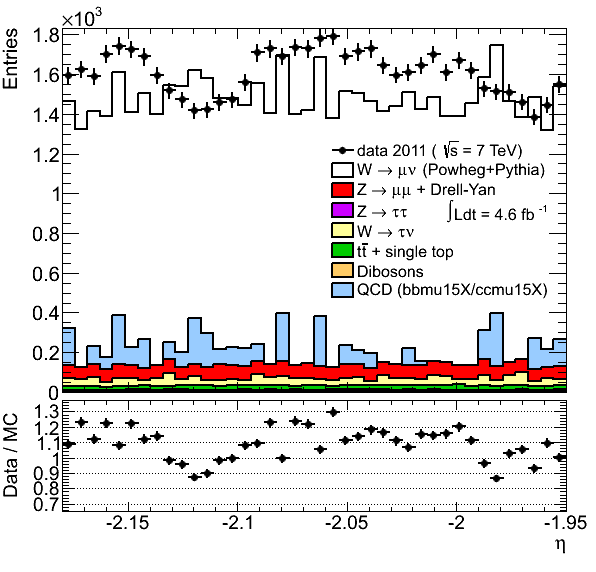 ×10³
Entries
1.8
1.6
1.4
1.2
1
0.8
0.6
0.4
0.2
0
data 2011 ( √s = 7 TeV)
W → μν (Powheg+Pythia)
Z → μμ + Drell-Yan
Z → ττ
∫Ldt = 4.6 fb⁻¹
W → τν
tt̄ + single top
Dibosons
QCD (bbmu15X/ccmu15X)
Data / MC
1.3
1.2
1.1
1
0.9
0.8
0.7
-2.15 -2.1 -2.05 -2 -1.95
η